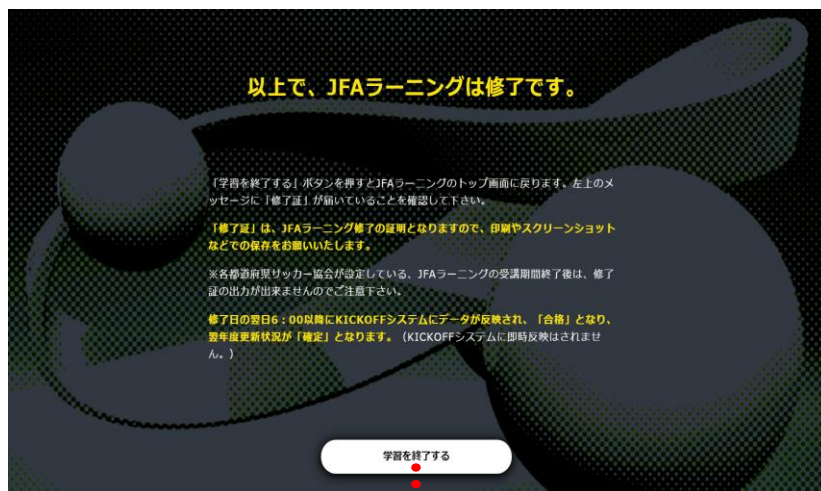 以上で、JFAラーニングは修了です。
「学習を終了する」ボタンを押すとJFAラーニングのトップ画面に戻ります。左上のメ
ッセージに「修了証」が届いていることを確認して下さい。
「修了証」は、JFAラーニング修了の証明となりますので、印刷やスクリーンショット
などでの保存をお願いいたします。
※各都道府県サッカー協会が設定している、JFAラーニングの受講期間終了後は、修了
証の出力が出来ませんのでご注意下さい。
修了日の翌日6：00以降にKICKOFFシステムにデータが反映され、「合格」となり、
翌年度更新状況が「確定」となります。（KICKOFFシステムに即時反映はされませ
ん。）
学習を終了する